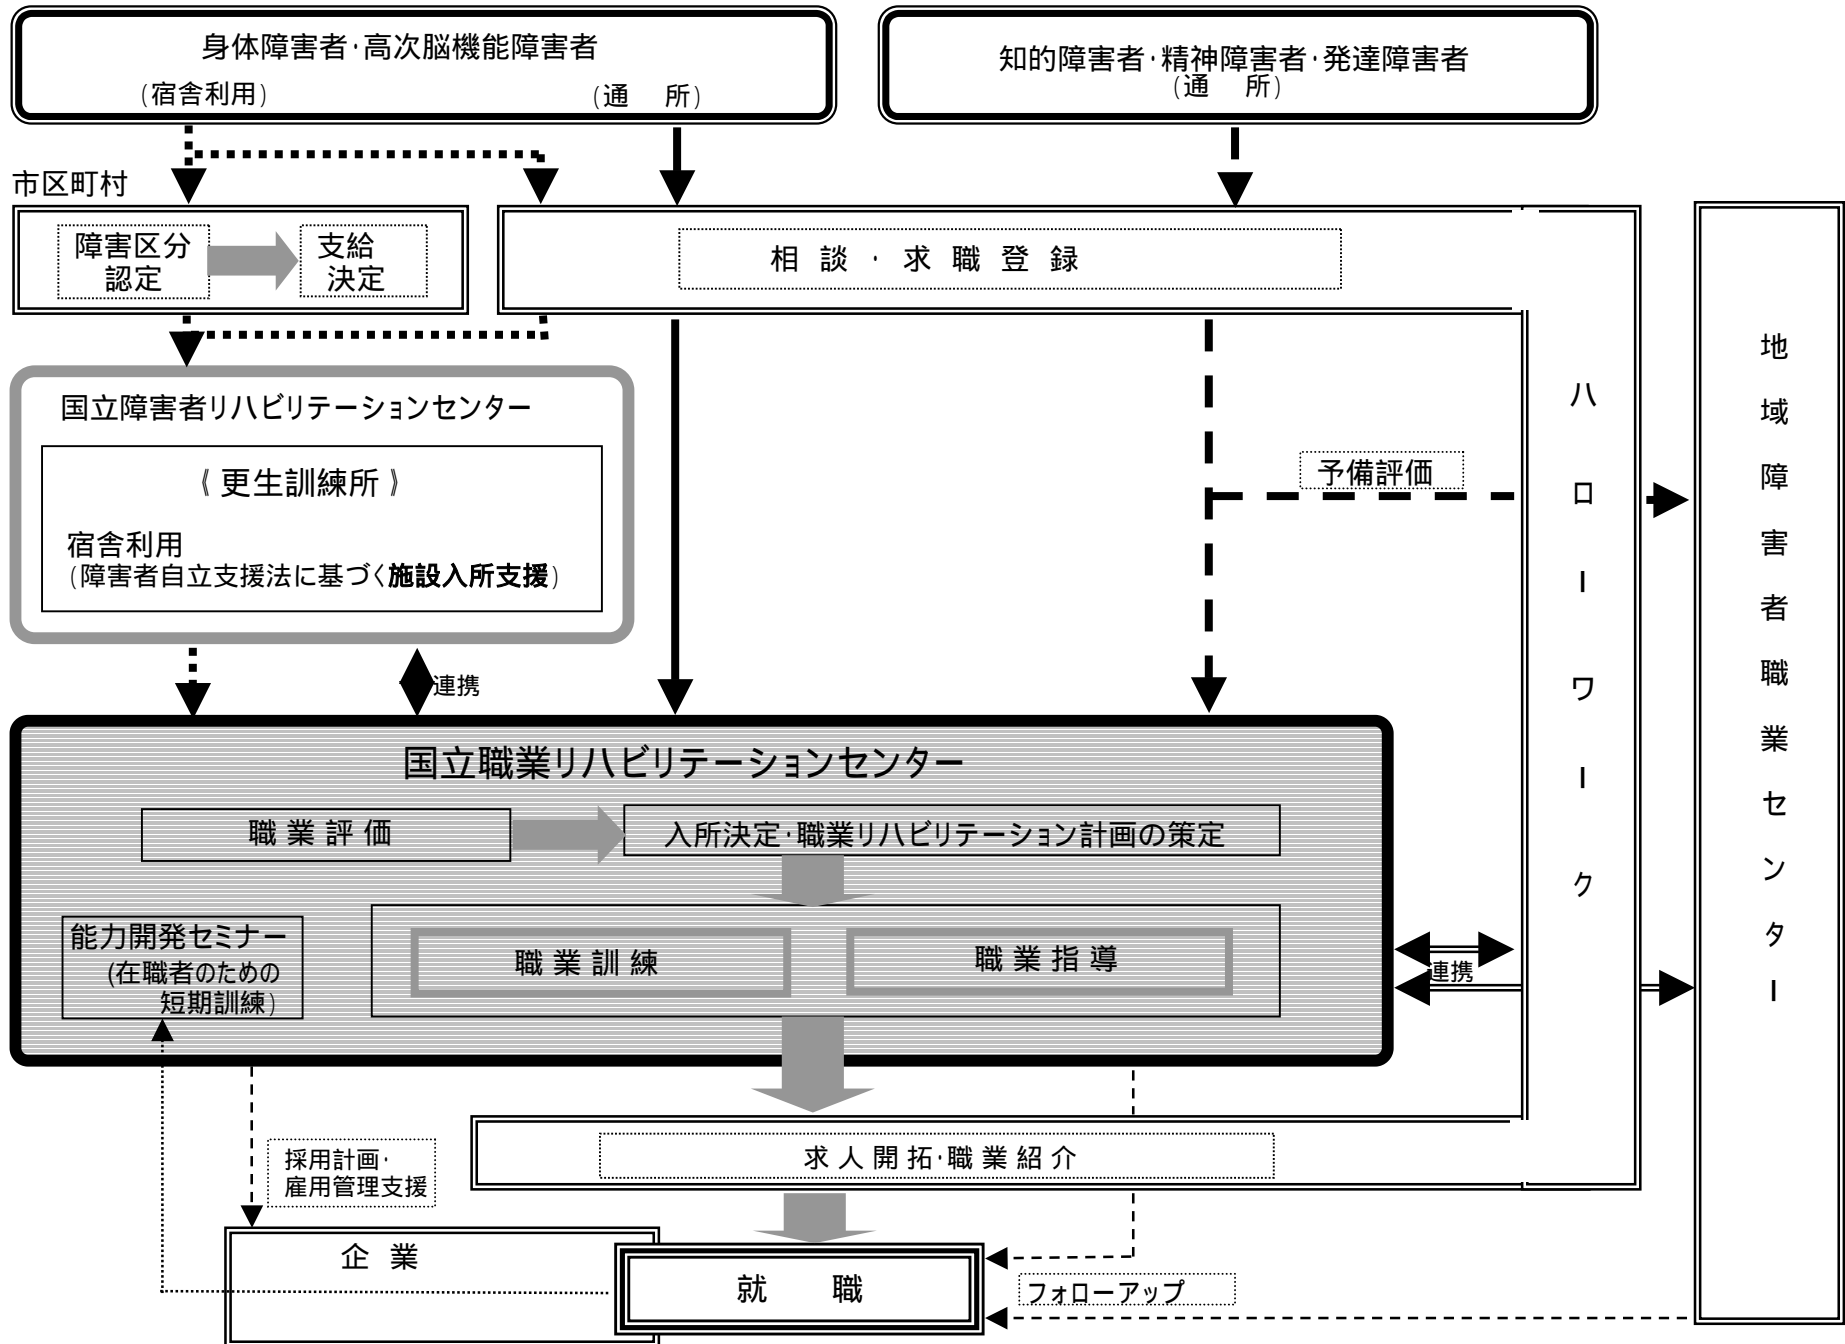 身体障害者・高次脳機能障害者
(宿舎利用)
(通　所)
知的障害者・精神障害者・発達障害者
(通　所)
市区町村
障害区分
認定
支給
決定
相 談 ・ 求 職 登 録
国立障害者リハビリテーションセンター
《 更生訓練所 》
宿舎利用
(障害者自立支援法に基づく施設入所支援)
予備評価
ハローワーク
地域障害者職業センター
連携
国立職業リハビリテーションセンター
職 業 評 価
入所決定・職業リハビリテーション計画の策定
能力開発セミナー
(在職者のための
短期訓練)
職 業 訓 練
職 業 指 導
連携
求 人 開 拓・職 業 紹 介
採用計画・
雇用管理支援
企 業
就　職
フォローアップ